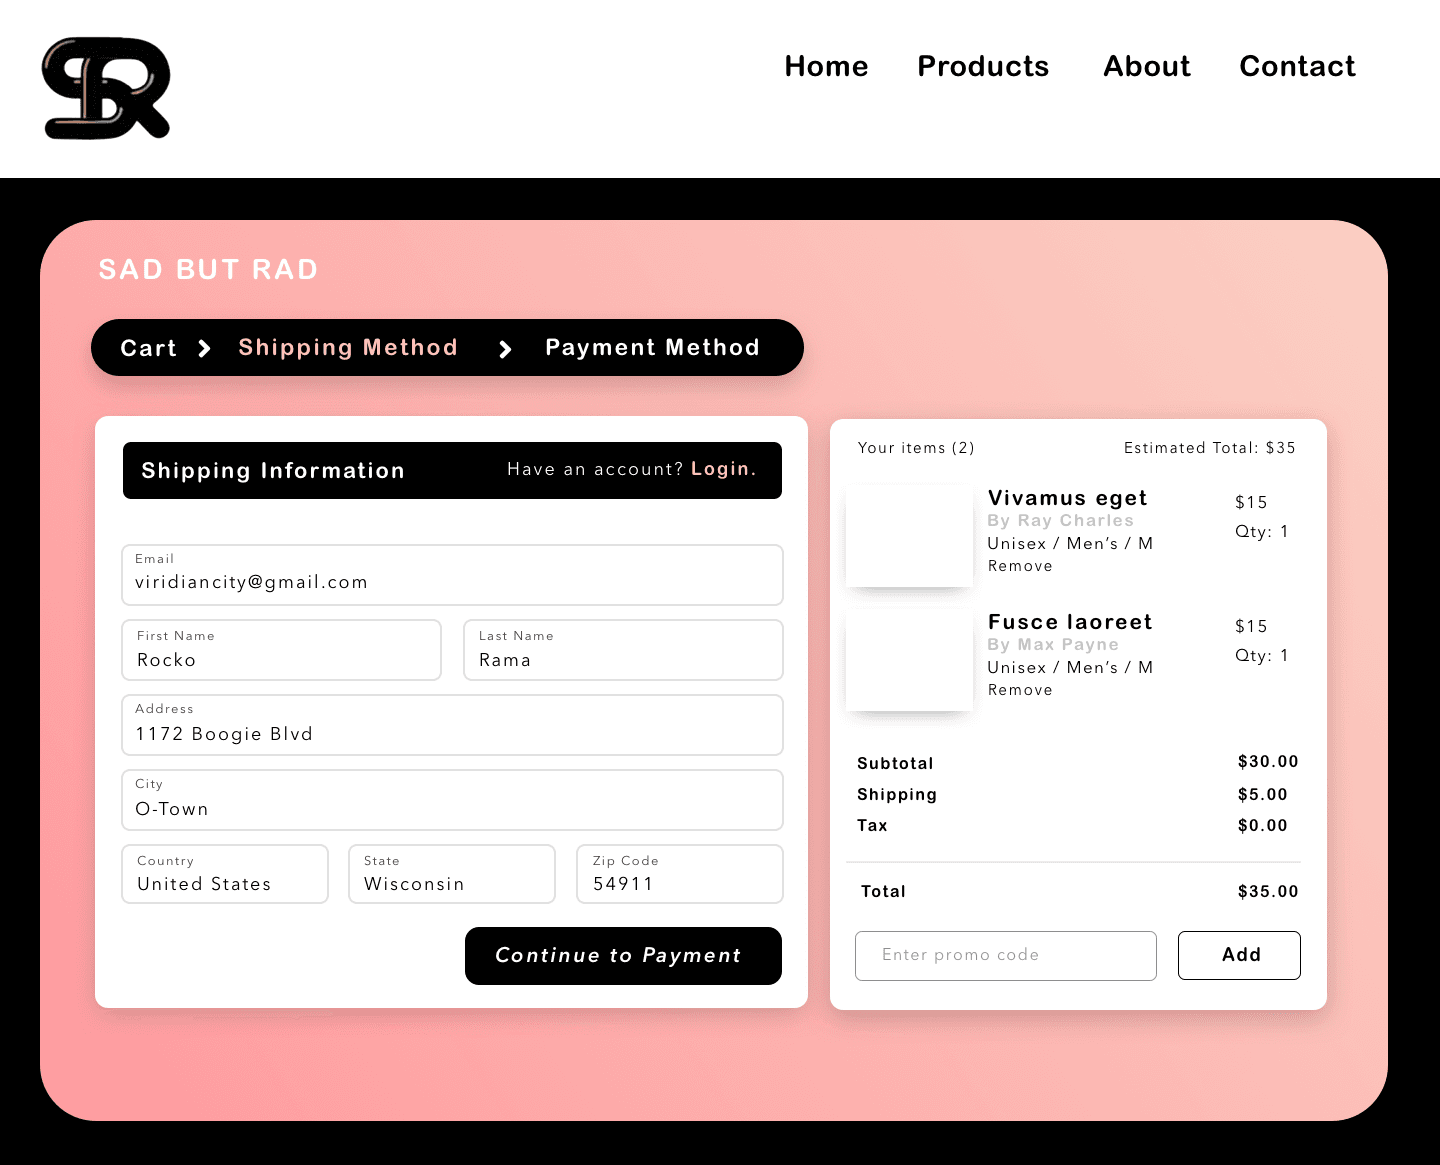 SR
Home Products About Contact
SAD BUT RAD
Cart Shipping Method Payment Method
Shipping Information Have an account? Login.
Email
viridiancity@gmail.com
First Name
Rocko
Last Name
Rama
Address
1172 Boogie Blvd
City
O-Town
Country
United States
State
Wisconsin
Zip Code
54911
Continue to Payment
Your items (2) Estimated Total: $35
Vivamus eget
By Ray Charles
Unisex / Men’s / M
Remove
$15
Qty: 1
Fusce laoreet
By Max Payne
Unisex / Men’s / M
Remove
$15
Qty: 1
Subtotal $30.00
Shipping $5.00
Tax $0.00
Total $35.00
Enter promo code Add